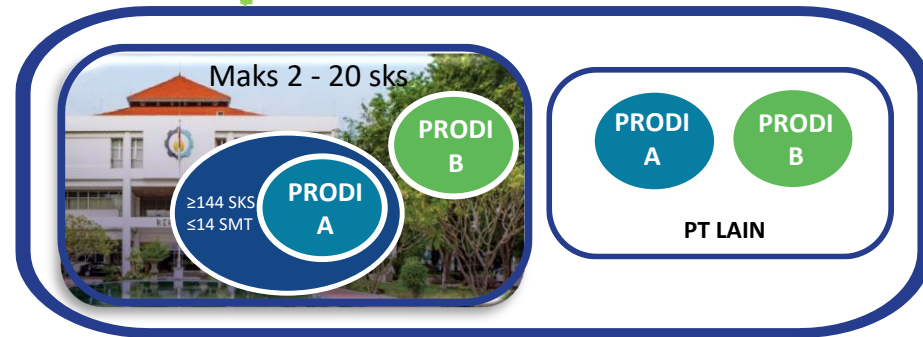 Maks 2 - 20 sks
PRODI
B
≥144 SKS
≤14 SMT
PRODI
A
PRODI
A
PRODI
B
PT LAIN